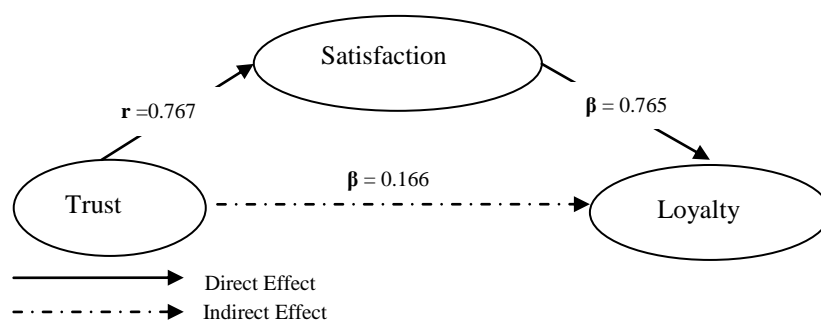 Satisfaction
r =0.767
β = 0.765
β = 0.166
Trust
Loyalty
Direct Effect
Indirect Effect